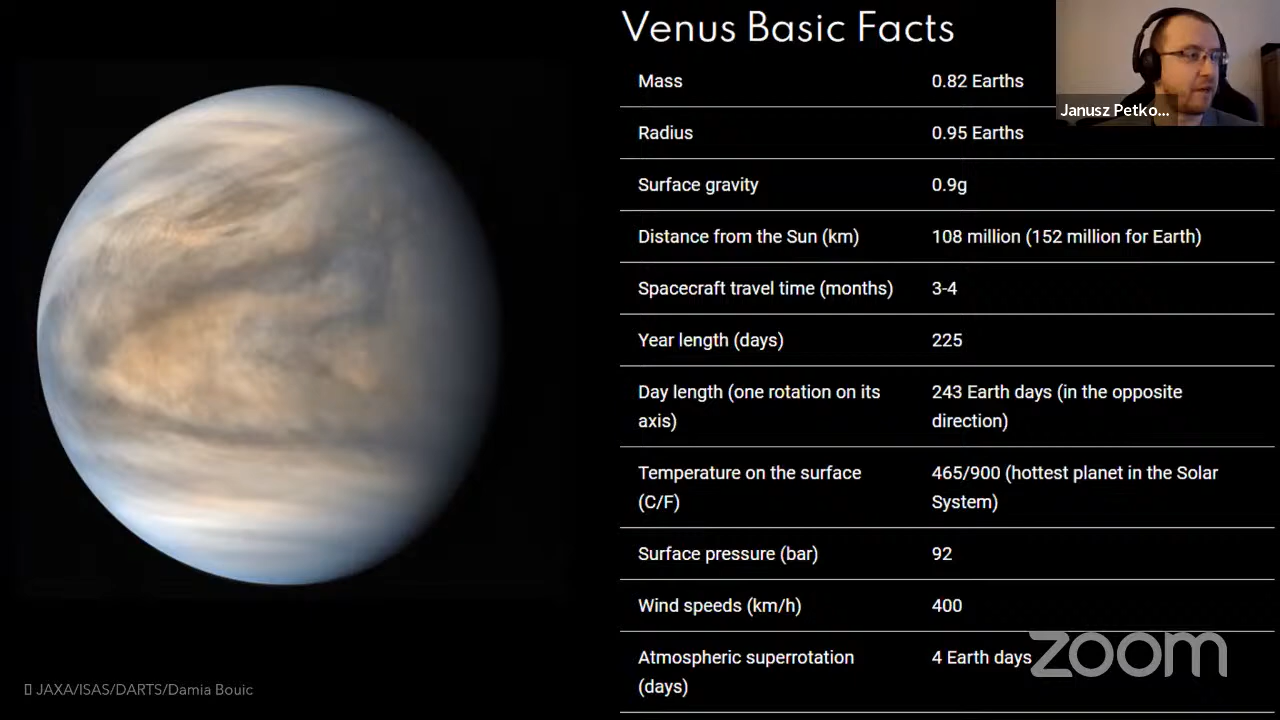 Venus Basic Facts
Mass 0.82 Earths
Janusz Petko...
Radius 0.95 Earths
Surface gravity 0.9g
Distance from the Sun (km) 108 million (152 million for Earth)
Spacecraft travel time (months) 3-4
Year length (days) 225
Day length (one rotation on its 243 Earth days (in the opposite
axis) direction)
Temperature on the surface 465/900 (hottest planet in the Solar
(C/F) System)
Surface pressure (bar) 92
Wind speeds (km/h) 400
Atmospheric superrotation 4 Earth days
(days)
zoom
JAXA/ISAS/DARTS/Damia Bouic